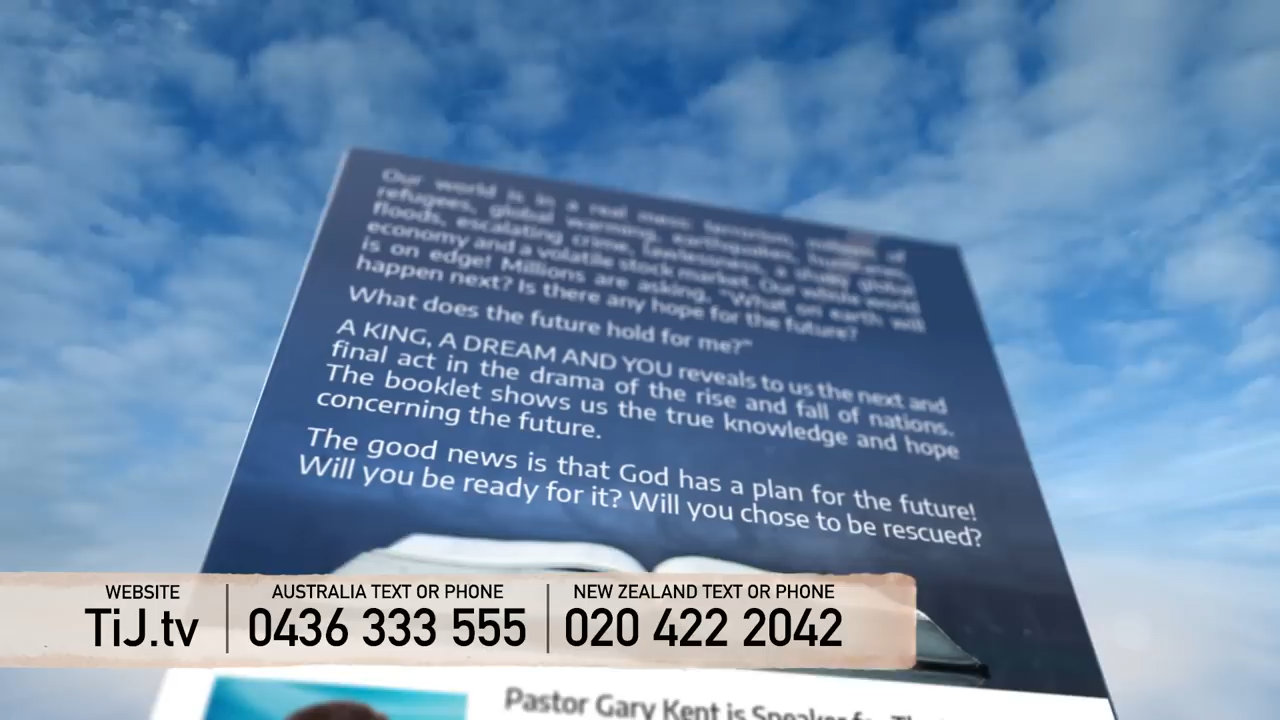 Our world is in a real mess: terrorism, millions of
refugees, global warming, earthquakes, hurricanes,
floods, escalating crime, lawlessness, a shaky global
economy and a volatile stock market. Our whole world
is on edge! Millions are asking, "What on earth will
happen next? Is there any hope for the future?
What does the future hold for me?"
A KING, A DREAM AND YOU reveals to us the next and
final act in the drama of the rise and fall of nations.
The booklet shows us the true knowledge and hope
concerning the future.
The good news is that God has a plan for the future!
Will you be ready for it? Will you chose to be rescued?
WEBSITE
TiJ.tv
AUSTRALIA TEXT OR PHONE
0436 333 555
NEW ZEALAND TEXT OR PHONE
020 422 2042
Pastor Gary Kent is Speaker for